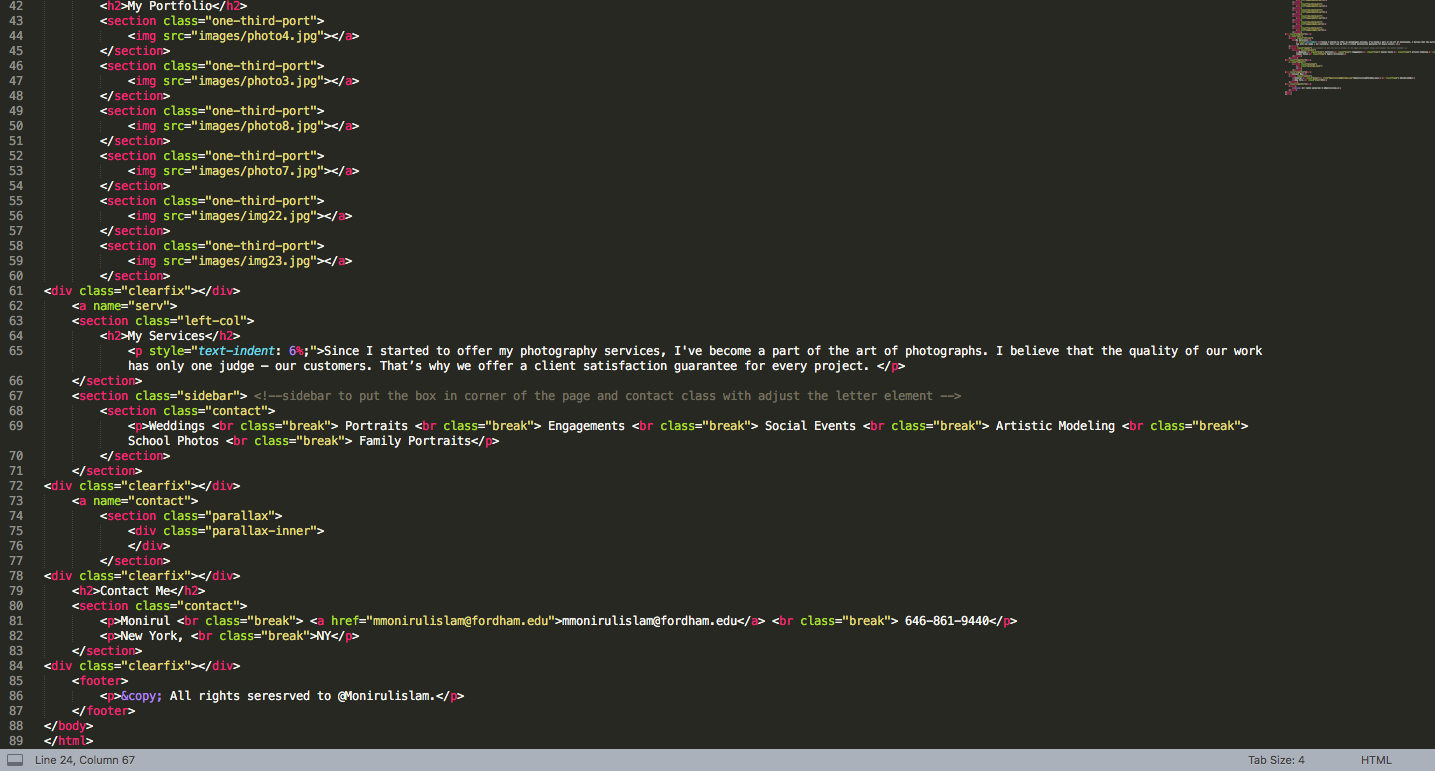 42 <h2>My Portfolio</h2>
43 <section class="one-third-port">
44 <img src="images/photo4.jpg"></a>
45 </section>
46 <section class="one-third-port">
47 <img src="images/photo3.jpg"></a>
48 </section>
49 <section class="one-third-port">
50 <img src="images/photo8.jpg"></a>
51 </section>
52 <section class="one-third-port">
53 <img src="images/photo7.jpg"></a>
54 </section>
55 <section class="one-third-port">
56 <img src="images/img22.jpg"></a>
57 </section>
58 <section class="one-third-port">
59 <img src="images/img23.jpg"></a>
60 </section>
61 <div class="clearfix"></div>
62 <a name="serv">
63 <section class="left-col">
64 <h2>My Services</h2>
65 <p style="text-indent: 6%;">Since I started to offer my photography services, I've become a part of the art of photographs. I believe that the quality of our work
has only one judge – our customers. That’s why we offer a client satisfaction guarantee for every project. </p>
66 </section>
67 <section class="sidebar"> <!--sidebar to put the box in corner of the page and contact class with adjust the letter element -->
68 <section class="contact">
69 <p>Weddings <br class="break"> Portraits <br class="break"> Engagements <br class="break"> Social Events <br class="break"> Artistic Modeling <br class="break">
School Photos <br class="break"> Family Portraits</p>
70 </section>
71 </section>
72 <div class="clearfix"></div>
73 <a name="contact">
74 <section class="parallax">
75 <div class="parallax-inner">
76 </div>
77 </section>
78 <div class="clearfix"></div>
79 <h2>Contact Me</h2>
80 <section class="contact">
81 <p>Monirul <br class="break"> <a href="mmonirulislam@fordham.edu">mmonirulislam@fordham.edu</a> <br class="break"> 646-861-9440</p>
82 <p>New York, <br class="break">NY</p>
83 </section>
84 <div class="clearfix"></div>
85 <footer>
86 <p>&copy; All rights seresrved to @Monirulislam.</p>
87 </footer>
88 </body>
89 </html>
Line 24, Column 67 Tab Size: 4 HTML